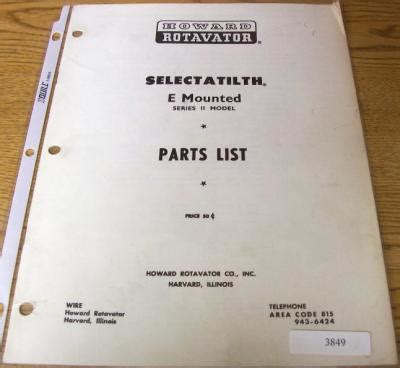 HOWARD
ROTAVATOR®
SELECTATILTH®
E Mounted
SERIES II MODEL
PARTS LIST
PRICE 50 ¢
HOWARD ROTAVATOR CO., INC.
HARVARD, ILLINOIS
WIRE
Howard Rotavator
Harvard, Illinois
TELEPHONE
AREA CODE 815
943-6424
3849